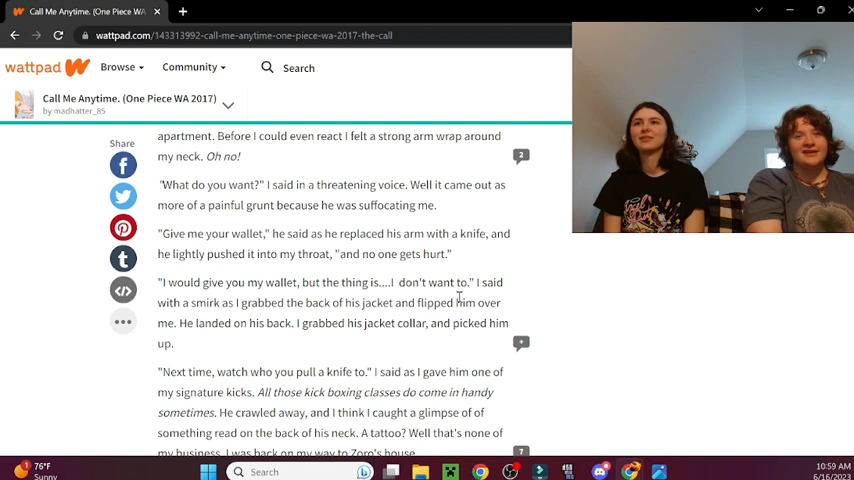 Call Me Anytime. (One Piece WA
wattpad.com/143313992-call-me-anytime-one-piece-wa-2017-the-call
wattpad
Browse
Community
Search
Call Me Anytime. (One Piece WA 2017)
by madhatter_85
Share
apartment. Before I could even react I felt a strong arm wrap around
my neck. Oh no!
2
"What do you want?" I said in a threatening voice. Well it came out as
more of a painful grunt because he was suffocating me.
"Give me your wallet," he said as he replaced his arm with a knife, and
he lightly pushed it into my throat, "and no one gets hurt."
"I would give you my wallet, but the thing is....I don't want to." I said
with a smirk as I grabbed the back of his jacket and flipped him over
me. He landed on his back. I grabbed his jacket collar, and picked him
up.
+
"Next time, watch who you pull a knife to." I said as I gave him one of
my signature kicks. All those kick boxing classes do come in handy
sometimes. He crawled away, and I think I caught a glimpse of of
something read on the back of his neck. A tattoo? Well that's none of
7
my business. I was back on my way to Zoro's house.
1
76°F
Sunny
Search
10:59 AM
6/16/2023